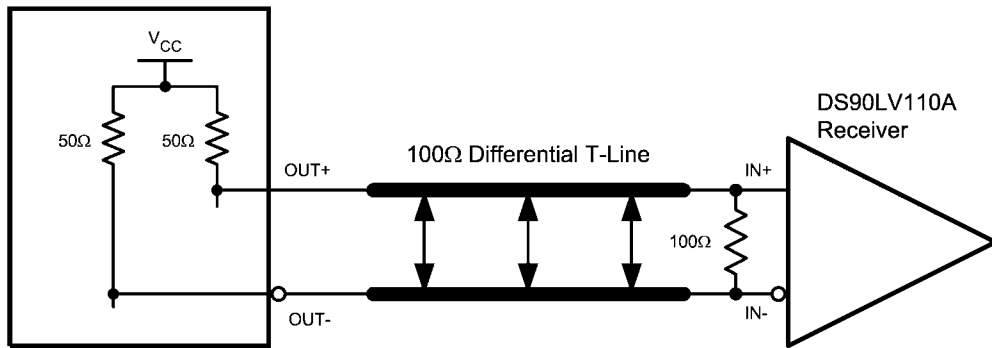 V_CC
50Ω
50Ω
OUT+
OUT-
100Ω Differential T-Line
IN+
100Ω
IN-
DS90LV110A
Receiver